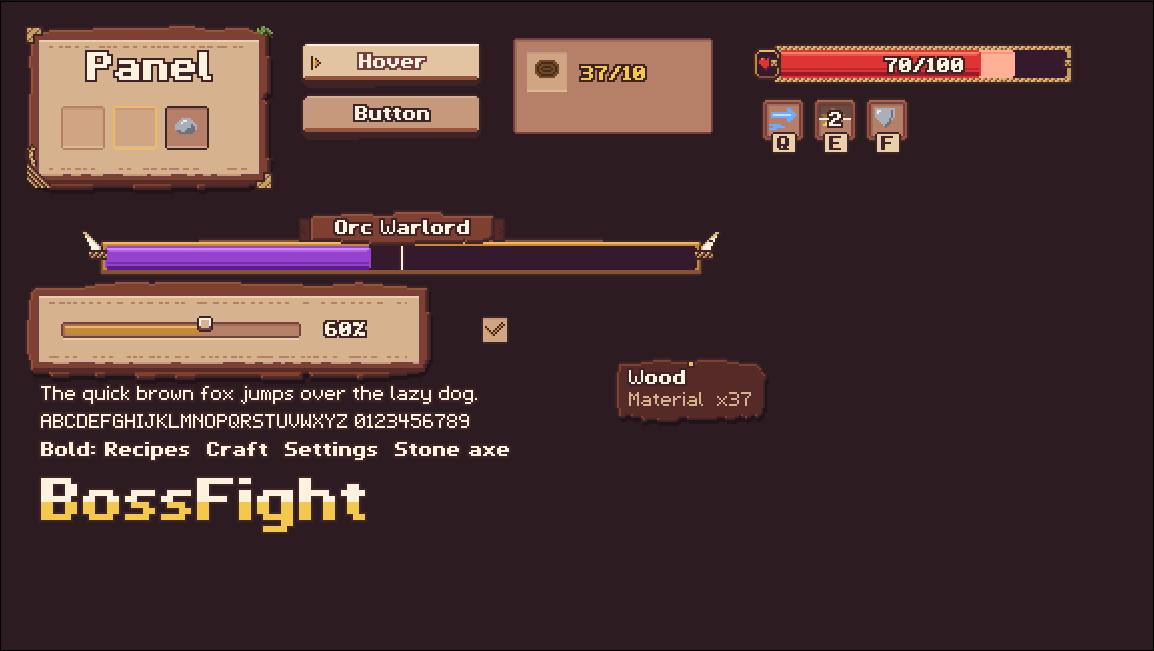 Panel
Hover
Button
37/10
70/100
Q
2
E
F
Orc Warlord
60%
The quick brown fox jumps over the lazy dog.
ABCDEFGHIJKLMNOPQRSTUVWXYZ 0123456789
Bold: Recipes Craft Settings Stone axe
Wood
Material x37
BossFight